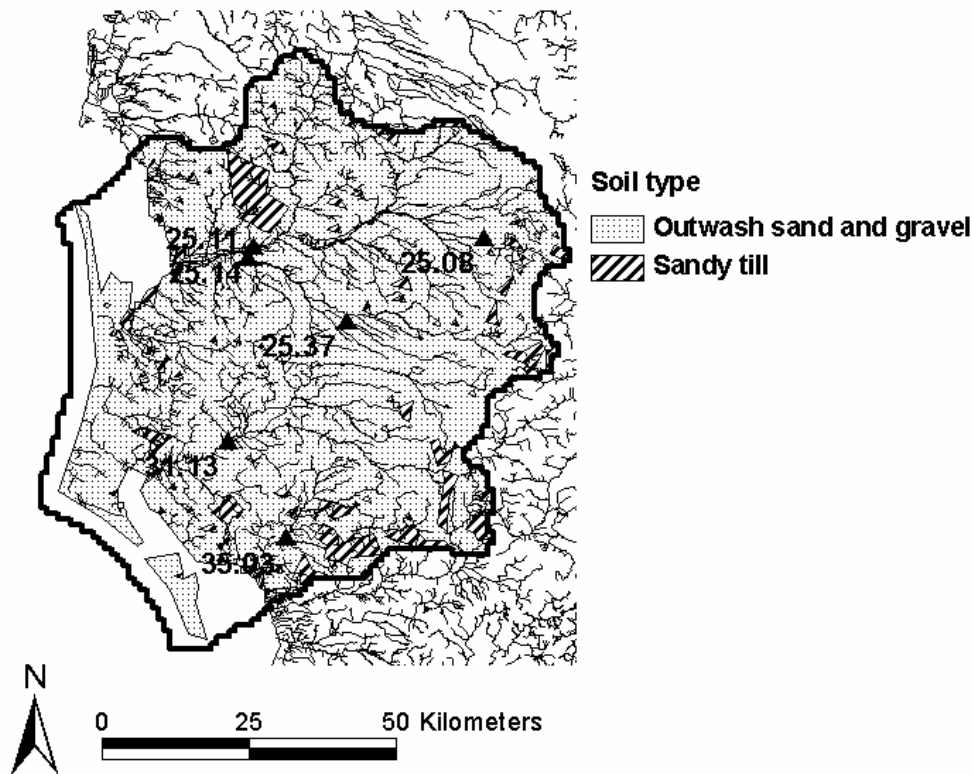 Soil type
Outwash sand and gravel
Sandy till
25.11
25.14
25.08
25.37
31.13
35.03
N
0 25 50 Kilometers